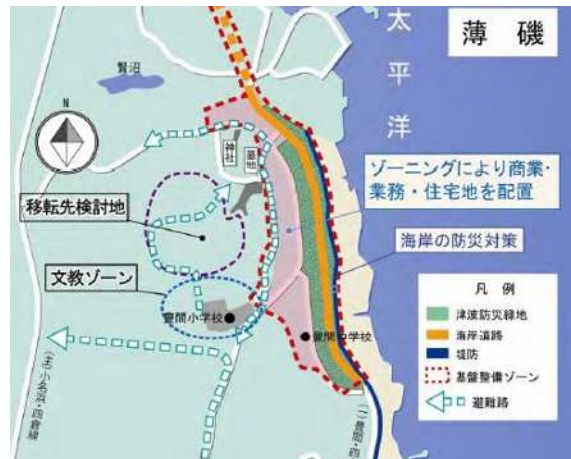 薄磯
太平洋
賢沼
N
神社
墓地
ゾーニングにより商業・
業務・住宅地を配置
移転先検討地
海岸の防災対策
文教ゾーン
豊間小学校
豊間中学校
凡例
津波防災緑地
海岸道路
堤防
基盤整備ゾーン
避難路
(主)小名浜・四倉線
(一)豊間・四